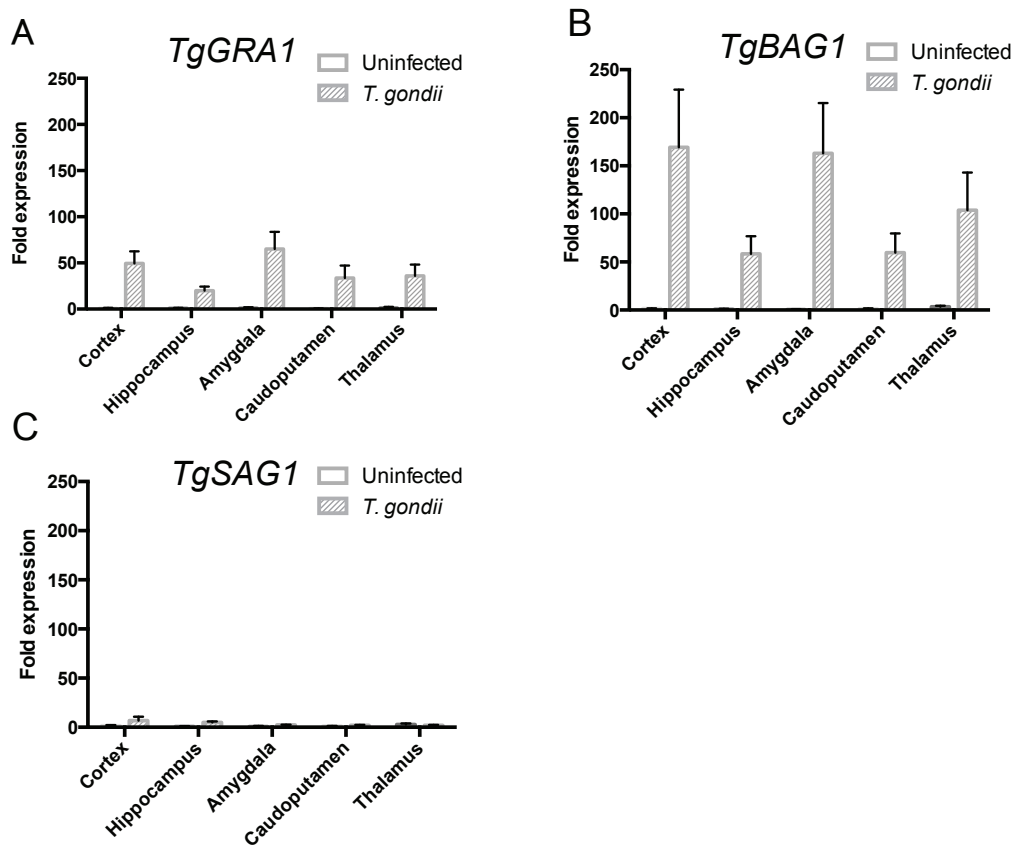 A
TgGRA1
Uninfected
T. gondii
Fold expression
250
200
150
100
50
0
Cortex
Hippocampus
Amygdala
Caudoputamen
Thalamus
B
TgBAG1
Uninfected
T. gondii
Fold expression
250
200
150
100
50
0
Cortex
Hippocampus
Amygdala
Caudoputamen
Thalamus
C
TgSAG1
Uninfected
T. gondii
Fold expression
250
200
150
100
50
0
Cortex
Hippocampus
Amygdala
Caudoputamen
Thalamus